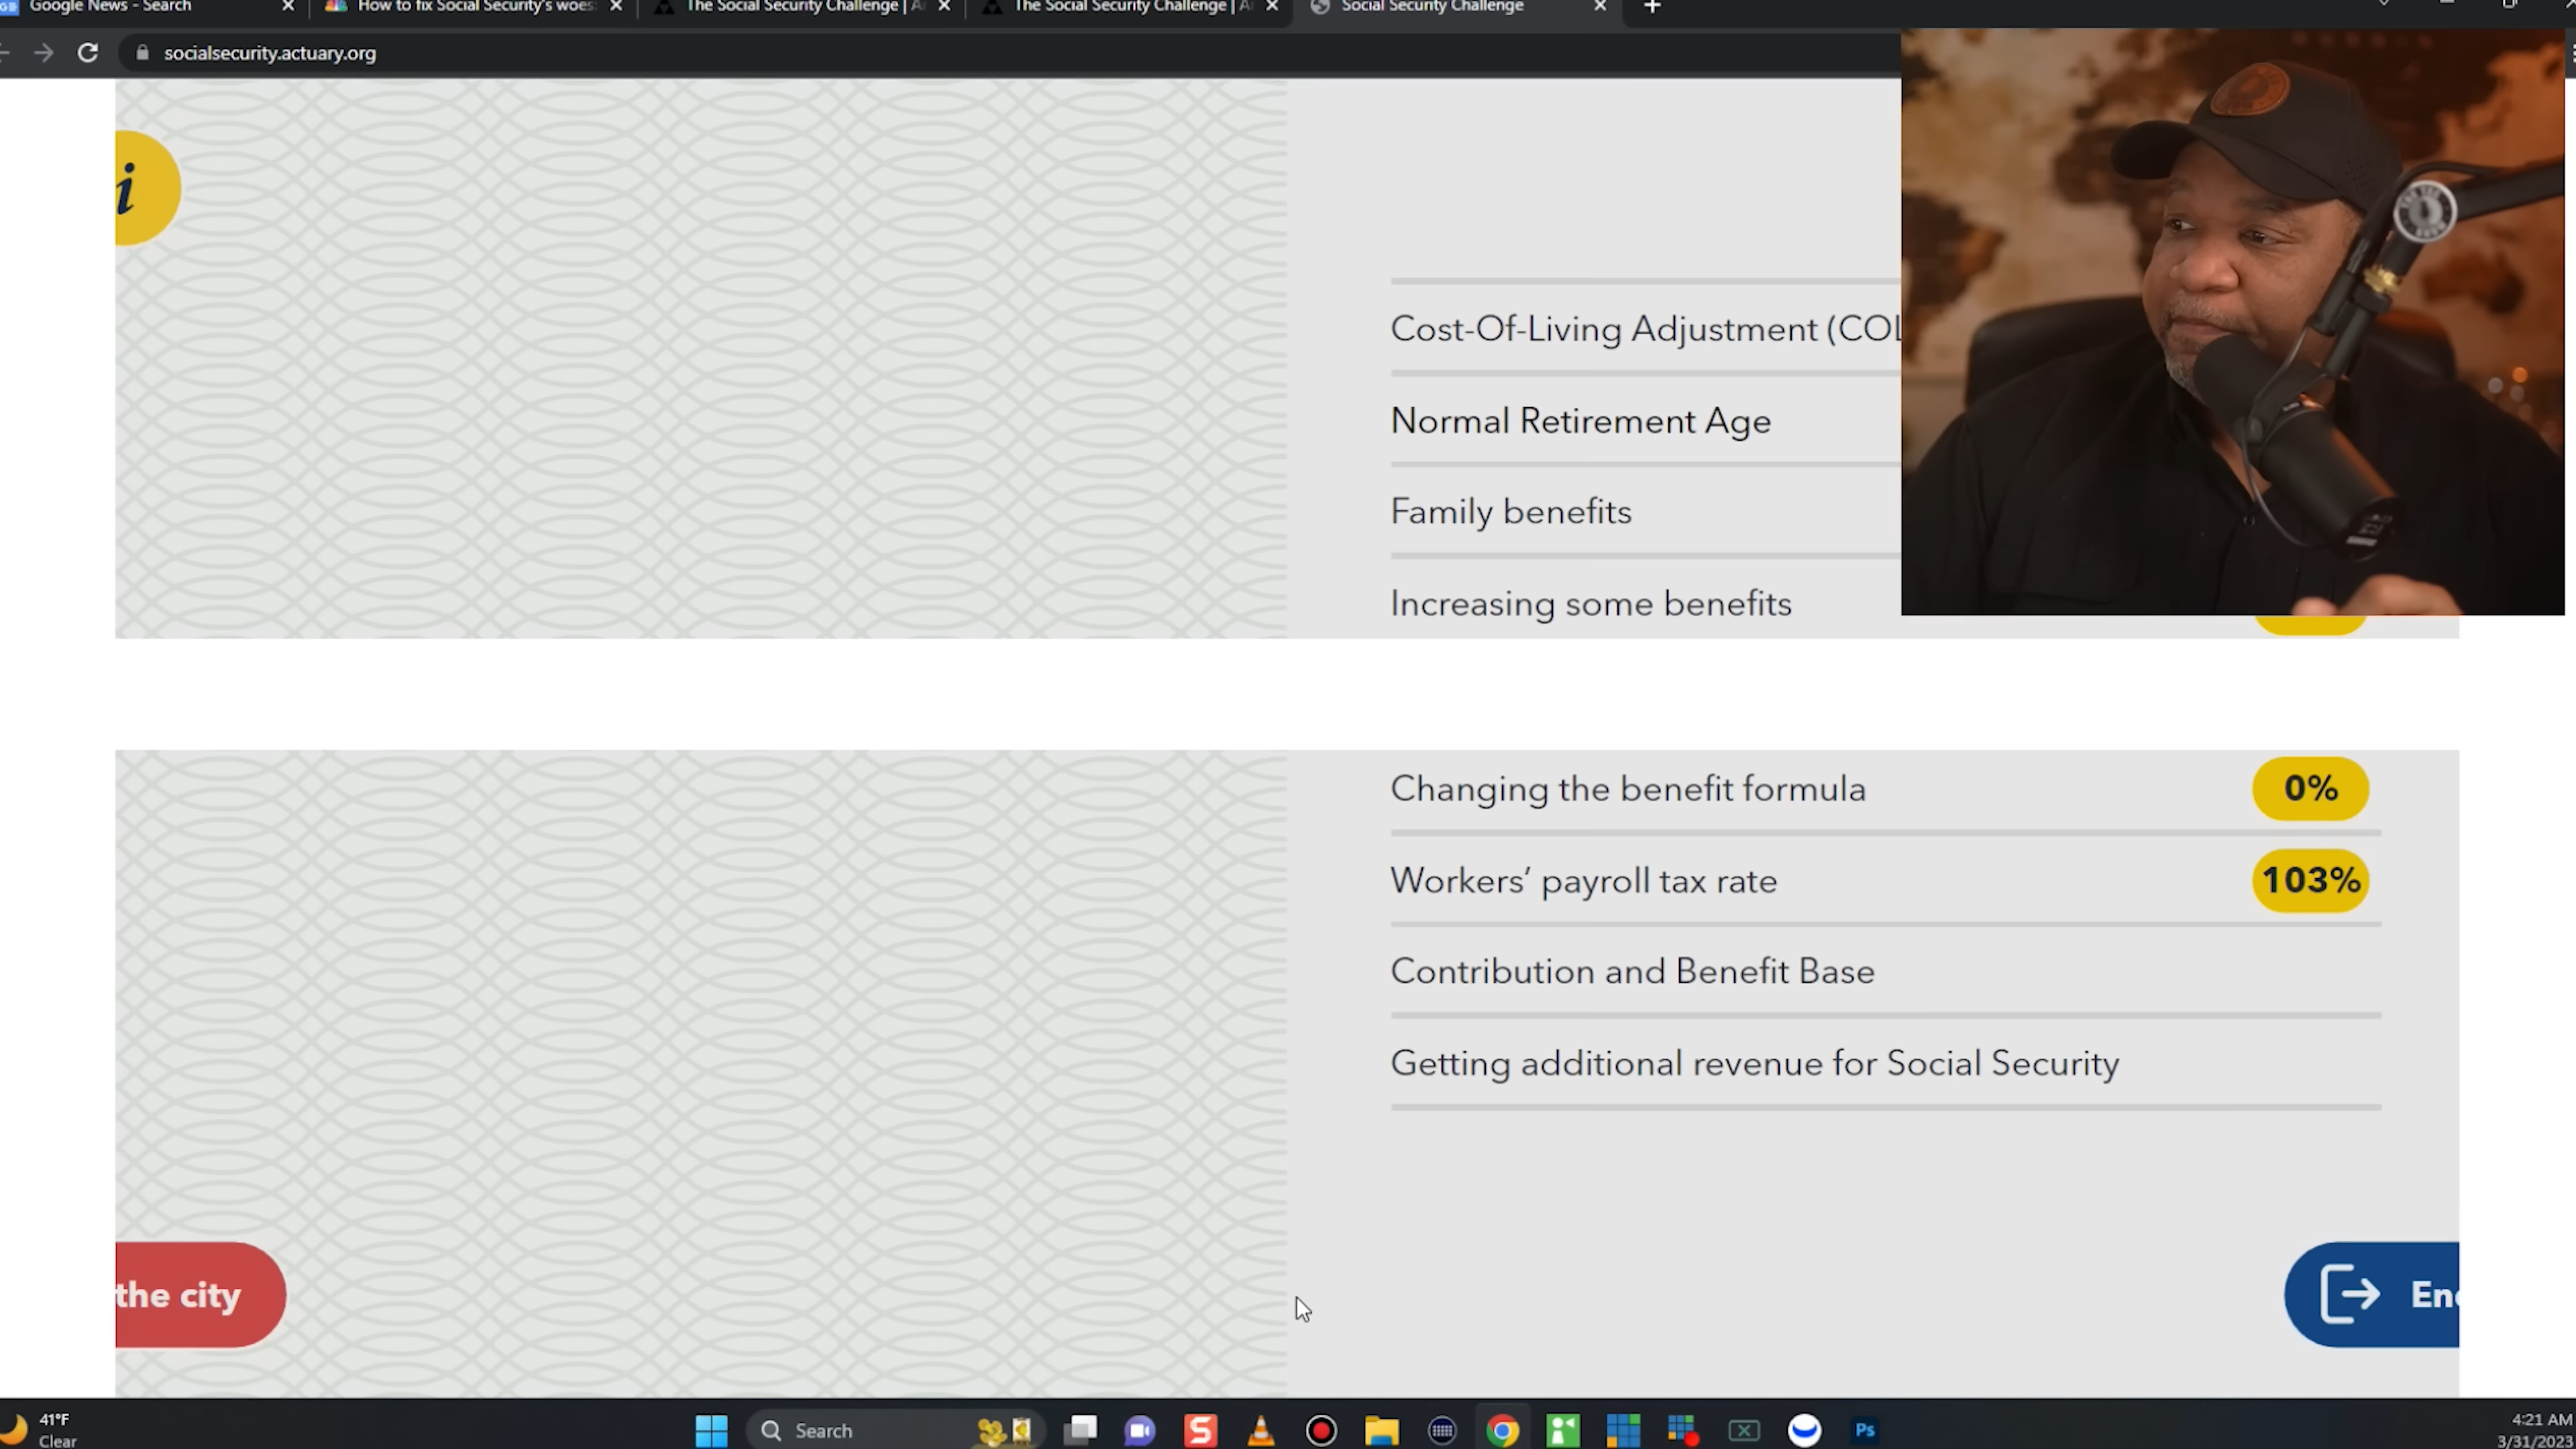 Google News - Search
How to fix Social Security's woes
The Social Security Challenge | A
The Social Security Challenge | A
Social Security Challenge
socialsecurity.actuary.org
i
Cost-Of-Living Adjustment (COL
Normal Retirement Age
Family benefits
Increasing some benefits
Changing the benefit formula
0%
Workers’ payroll tax rate
103%
Contribution and Benefit Base
Getting additional revenue for Social Security
the city
En
41°F
Clear
Search
S
Ps
4:21 AM
3/31/2023